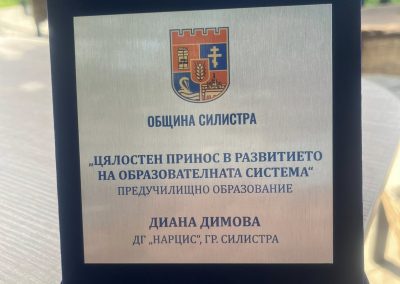 ОБЩИНА СИЛИСТРА
„ЦЯЛОСТЕН ПРИНОС В РАЗВИТИЕТО
НА ОБРАЗОВАТЕЛНАТА СИСТЕМА“
ПРЕДУЧИЛИЩНО ОБРАЗОВАНИЕ
ДИАНА ДИМОВА
ДГ „НАРЦИС“, ГР. СИЛИСТРА